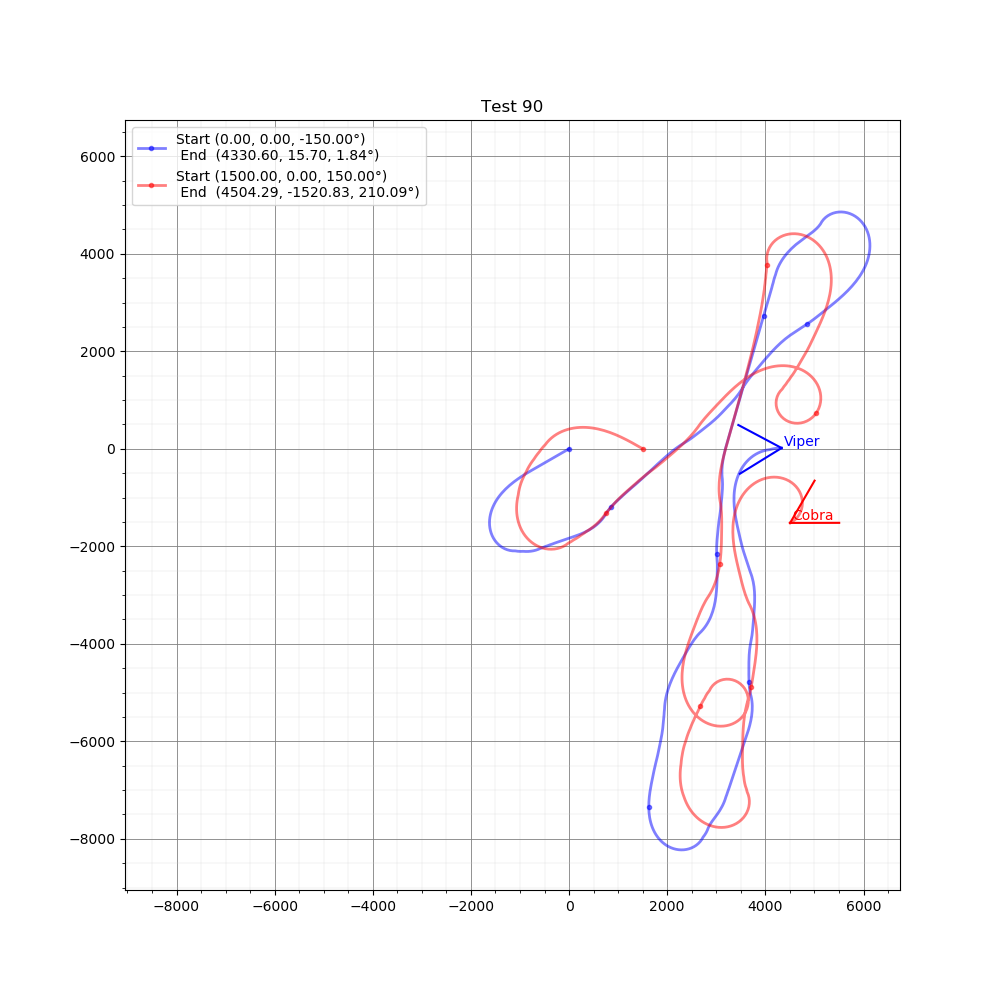 Test 90
Start (0.00, 0.00, -150.00°)
End  (4330.60, 15.70, 1.84°)
Start (1500.00, 0.00, 150.00°)
End  (4504.29, -1520.83, 210.09°)
6000
4000
2000
0
−2000
−4000
−6000
−8000
Viper
Cobra
−8000 −6000 −4000 −2000 0 2000 4000 6000